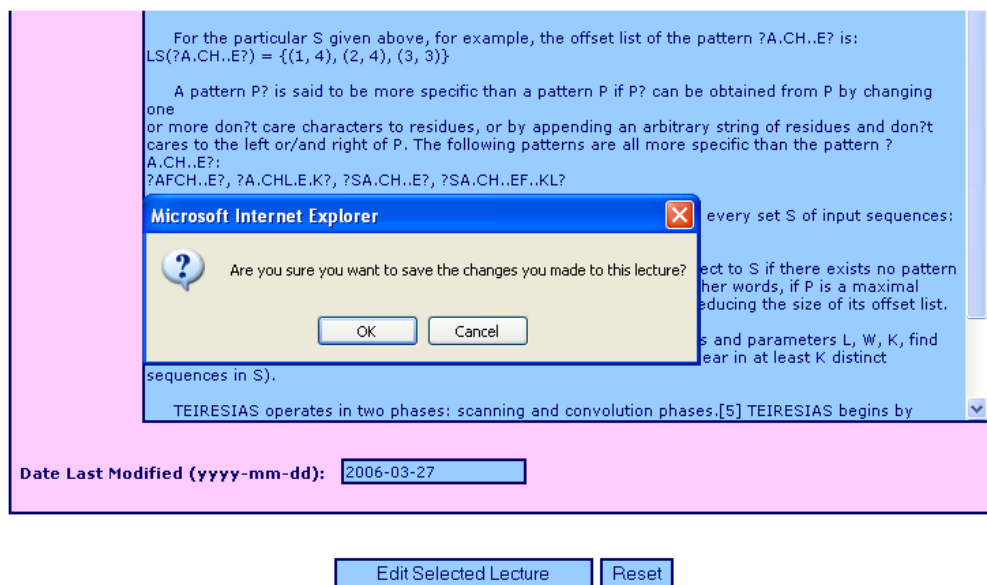 For the particular S given above, for example, the offset list of the pattern ?A.CH..E? is:
LS(?A.CH..E?) = {(1, 4), (2, 4), (3, 3)}
A pattern P? is said to be more specific than a pattern P if P? can be obtained from P by changing
one
or more don?t care characters to residues, or by appending an arbitrary string of residues and don?t
cares to the left or/and right of P. The following patterns are all more specific than the pattern ?
A.CH..E?:
?AFCH..E?, ?A.CHL.E.K?, ?SA.CH..E?, ?SA.CH..EF..KL?
every set S of input sequences:
ect to S if there exists no pattern
her words, if P is a maximal
educing the size of its offset list.
s and parameters L, W, K, find
ear in at least K distinct
sequences in S).
TEIRESIAS operates in two phases: scanning and convolution phases.[5] TEIRESIAS begins by
Microsoft Internet Explorer
Are you sure you want to save the changes you made to this lecture?
OK Cancel
Date Last Modified (yyyy-mm-dd): 2006-03-27
Edit Selected Lecture Reset